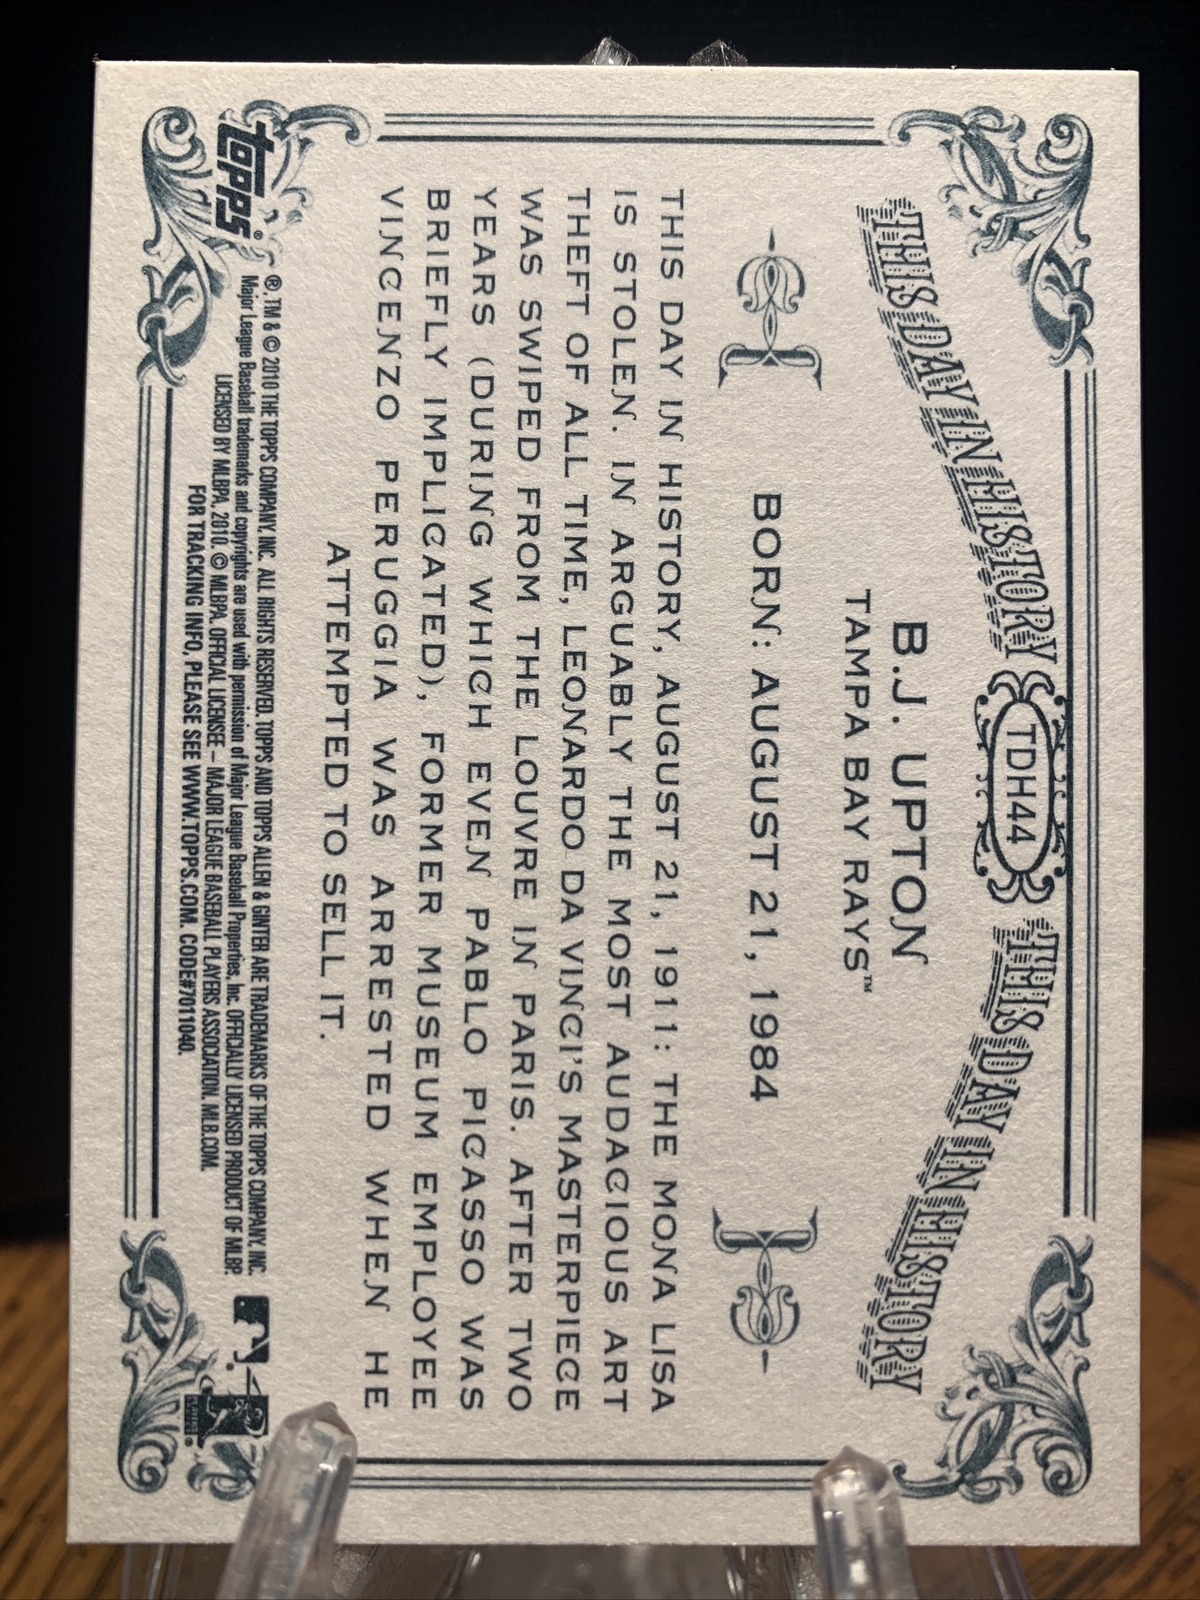 THIS DAY IN HISTORY TDH44 THIS DAY IN HISTORY
B.J. UPTON
TAMPA BAY RAYS™
BORN: AUGUST 21, 1984
THIS DAY IN HISTORY, AUGUST 21, 1911: THE MONA LISA
IS STOLEN. IN ARGUABLY THE MOST AUDACIOUS ART
THEFT OF ALL TIME, LEONARDO DA VINCI'S MASTERPIECE
WAS SWIPED FROM THE LOUVRE IN PARIS. AFTER TWO
YEARS (DURING WHICH EVEN PABLO PICASSO WAS
BRIEFLY IMPLICATED), FORMER MUSEUM EMPLOYEE
VINCENZO PERUGGIA WAS ARRESTED WHEN HE
ATTEMPTED TO SELL IT.
topps®
®, TM & © 2010 THE TOPPS COMPANY, INC. ALL RIGHTS RESERVED. TOPPS AND TOPPS ALLEN & GINTER ARE TRADEMARKS OF THE TOPPS COMPANY, INC.
Major League Baseball trademarks and copyrights are used with permission of Major League Baseball Properties, Inc. OFFICIALLY LICENSED PRODUCT OF MLBP.
LICENSED BY MLBPA, 2010. © MLBPA. OFFICIAL LICENSEE – MAJOR LEAGUE BASEBALL PLAYERS ASSOCIATION. MLB.COM.
FOR TRACKING INFO, PLEASE SEE WWW.TOPPS.COM. CODE#7011040.